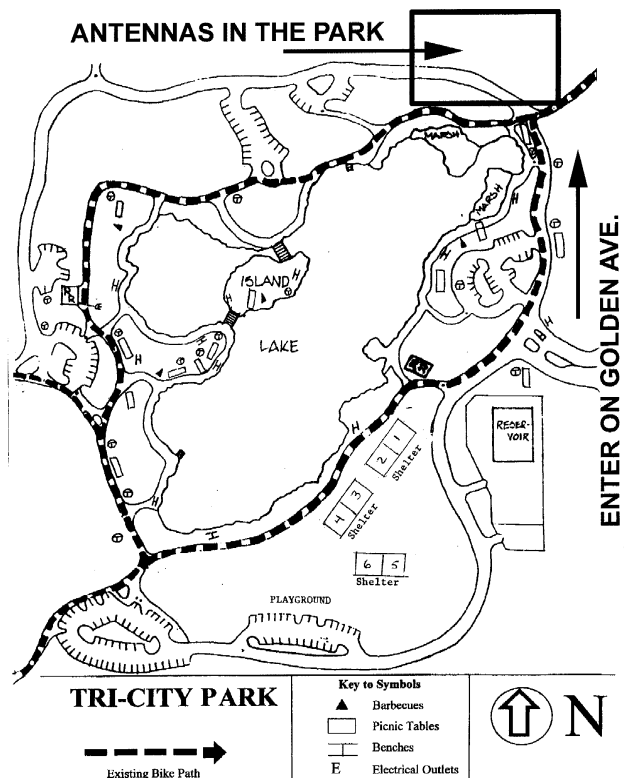 ANTENNAS IN THE PARK
MARSH
MARSH
ISLAND
LAKE
ENTER ON GOLDEN AVE.
RESER-
VOIR
2 1
Shelter
4 3
Shelter
6 5
Shelter
PLAYGROUND
TRI-CITY PARK
Existing Bike Path
Key to Symbols
Barbecues
Picnic Tables
Benches
E Electrical Outlets
N